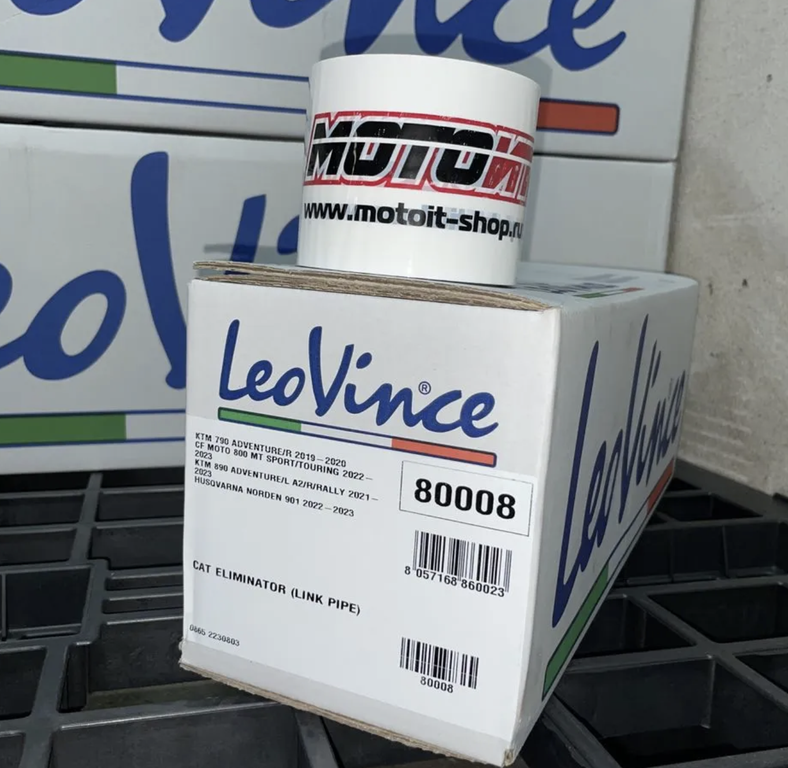 MOTO
www.motoit-shop.ru
LeoVince®
KTM 790 ADVENTURE/R 2019-2020
CF MOTO 800 MT SPORT/TOURING 2022-
2023
KTM 890 ADVENTURE/L A2/R/RALLY 2021-
2023
HUSQVARNA NORDEN 901 2022-2023
80008
8 057168 860023
CAT ELIMINATOR (LINK PIPE)
0865 2230803
80008
LeoVince